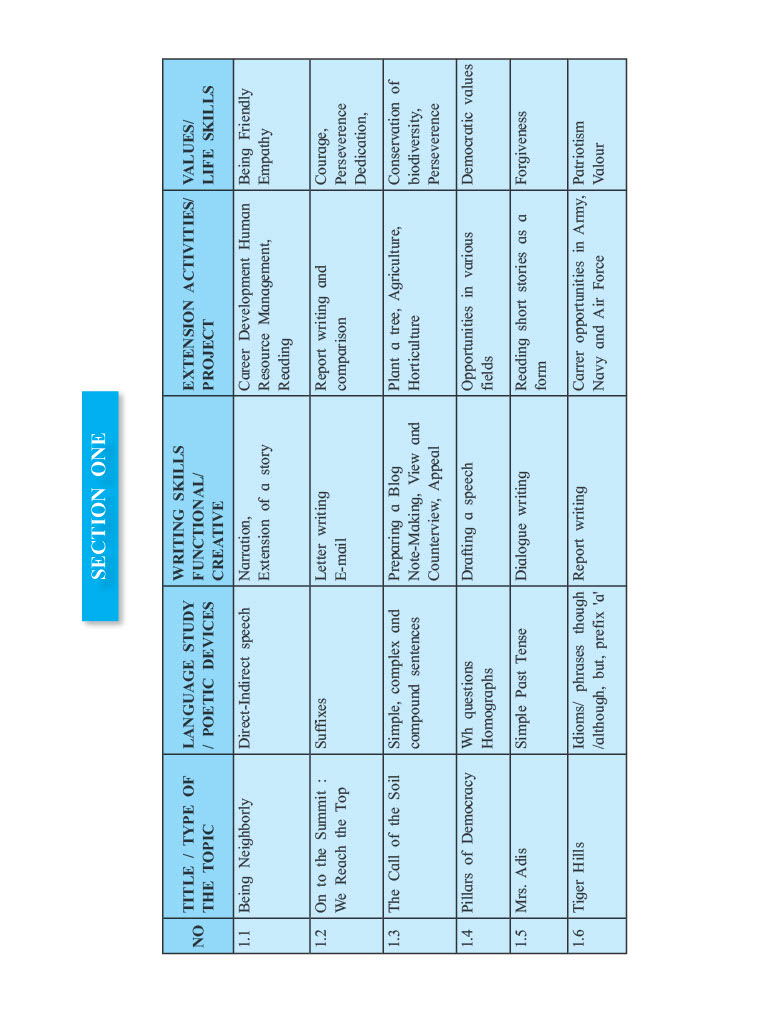 SECTION ONE
NO
TITLE / TYPE OF
THE TOPIC
LANGUAGE STUDY
/ POETIC DEVICES
WRITING SKILLS
FUNCTIONAL/
CREATIVE
EXTENSION ACTIVITIES/
PROJECT
VALUES/
LIFE SKILLS
1.1
Being Neighborly
Direct-Indirect speech
Narration,
Extension of a story
Career Development Human
Resource Management,
Reading
Being Friendly
Empathy
1.2
On to the Summit :
We Reach the Top
Suffixes
Letter writing
E-mail
Report writing and
comparison
Courage,
Perseverence
Dedication,
1.3
The Call of the Soil
Simple, complex and
compound sentences
Preparing a Blog
Note-Making, View and
Counterview, Appeal
Plant a tree, Agriculture,
Horticulture
Conservation of
biodiversity,
Perseverence
1.4
Pillars of Democracy
Wh questions
Homographs
Drafting a speech
Opportunities in various
fields
Democratic values
1.5
Mrs. Adis
Simple Past Tense
Dialogue writing
Reading short stories as a
form
Forgiveness
1.6
Tiger Hills
Idioms/ phrases though
/although, but, prefix 'a'
Report writing
Carrer opportunities in Army,
Navy and Air Force
Patriotism
Valour